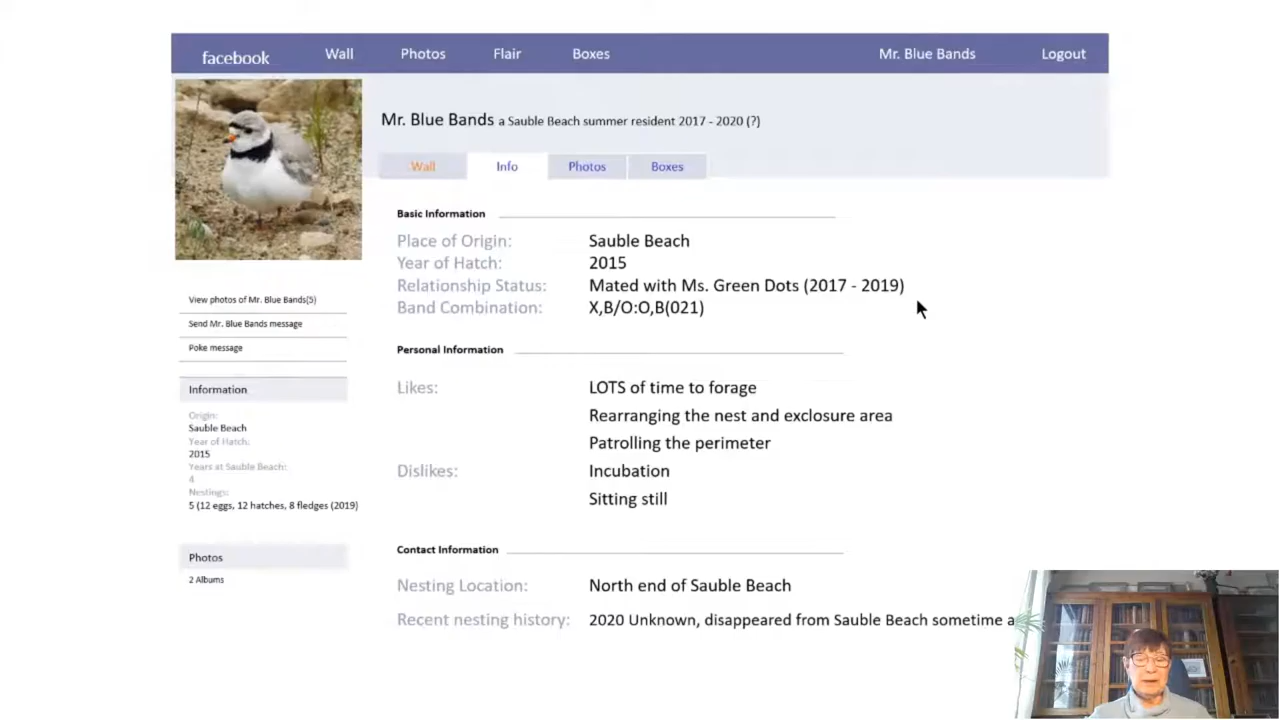 facebook Wall Photos Flair Boxes Mr. Blue Bands Logout
Mr. Blue Bands a Sauble Beach summer resident 2017 - 2020 (?)
Wall Info Photos Boxes
Basic Information
Place of Origin: Sauble Beach
Year of Hatch: 2015
Relationship Status: Mated with Ms. Green Dots (2017 - 2019)
Band Combination: X,B/O:O,B(021)
Personal Information
Likes: LOTS of time to forage
Rearranging the nest and exclosure area
Patrolling the perimeter
Dislikes: Incubation
Sitting still
Contact Information
Nesting Location: North end of Sauble Beach
Recent nesting history: 2020 Unknown, disappeared from Sauble Beach sometime a
View photos of Mr. Blue Bands(5)
Send Mr. Blue Bands message
Poke message
Information
Origin:
Sauble Beach
Year of Hatch:
2015
Years at Sauble Beach:
4
Nestings:
5 (12 eggs, 12 hatches, 8 fledges (2019)
Photos
2 Albums